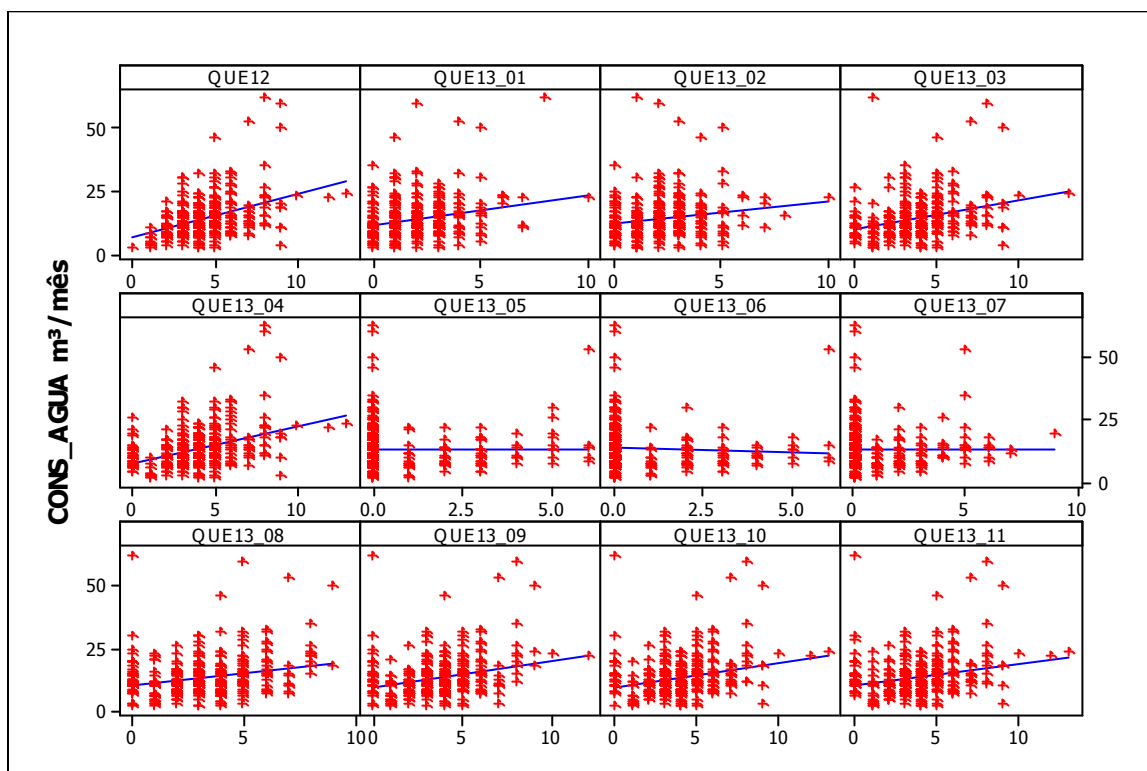 QUE12 QUE13_01 QUE13_02 QUE13_03
50
25
0
0 5 10 0 5 10 0 5 10 0 5 10
QUE13_04 QUE13_05 QUE13_06 QUE13_07
50
25
0
0 5 10 0.0 2.5 5.0 0.0 2.5 5.0 0 5 10
QUE13_08 QUE13_09 QUE13_10 QUE13_11
50
25
0
0 5 10 0 5 10 0 5 10 0 5 10
CONS_AGUA m³/mês